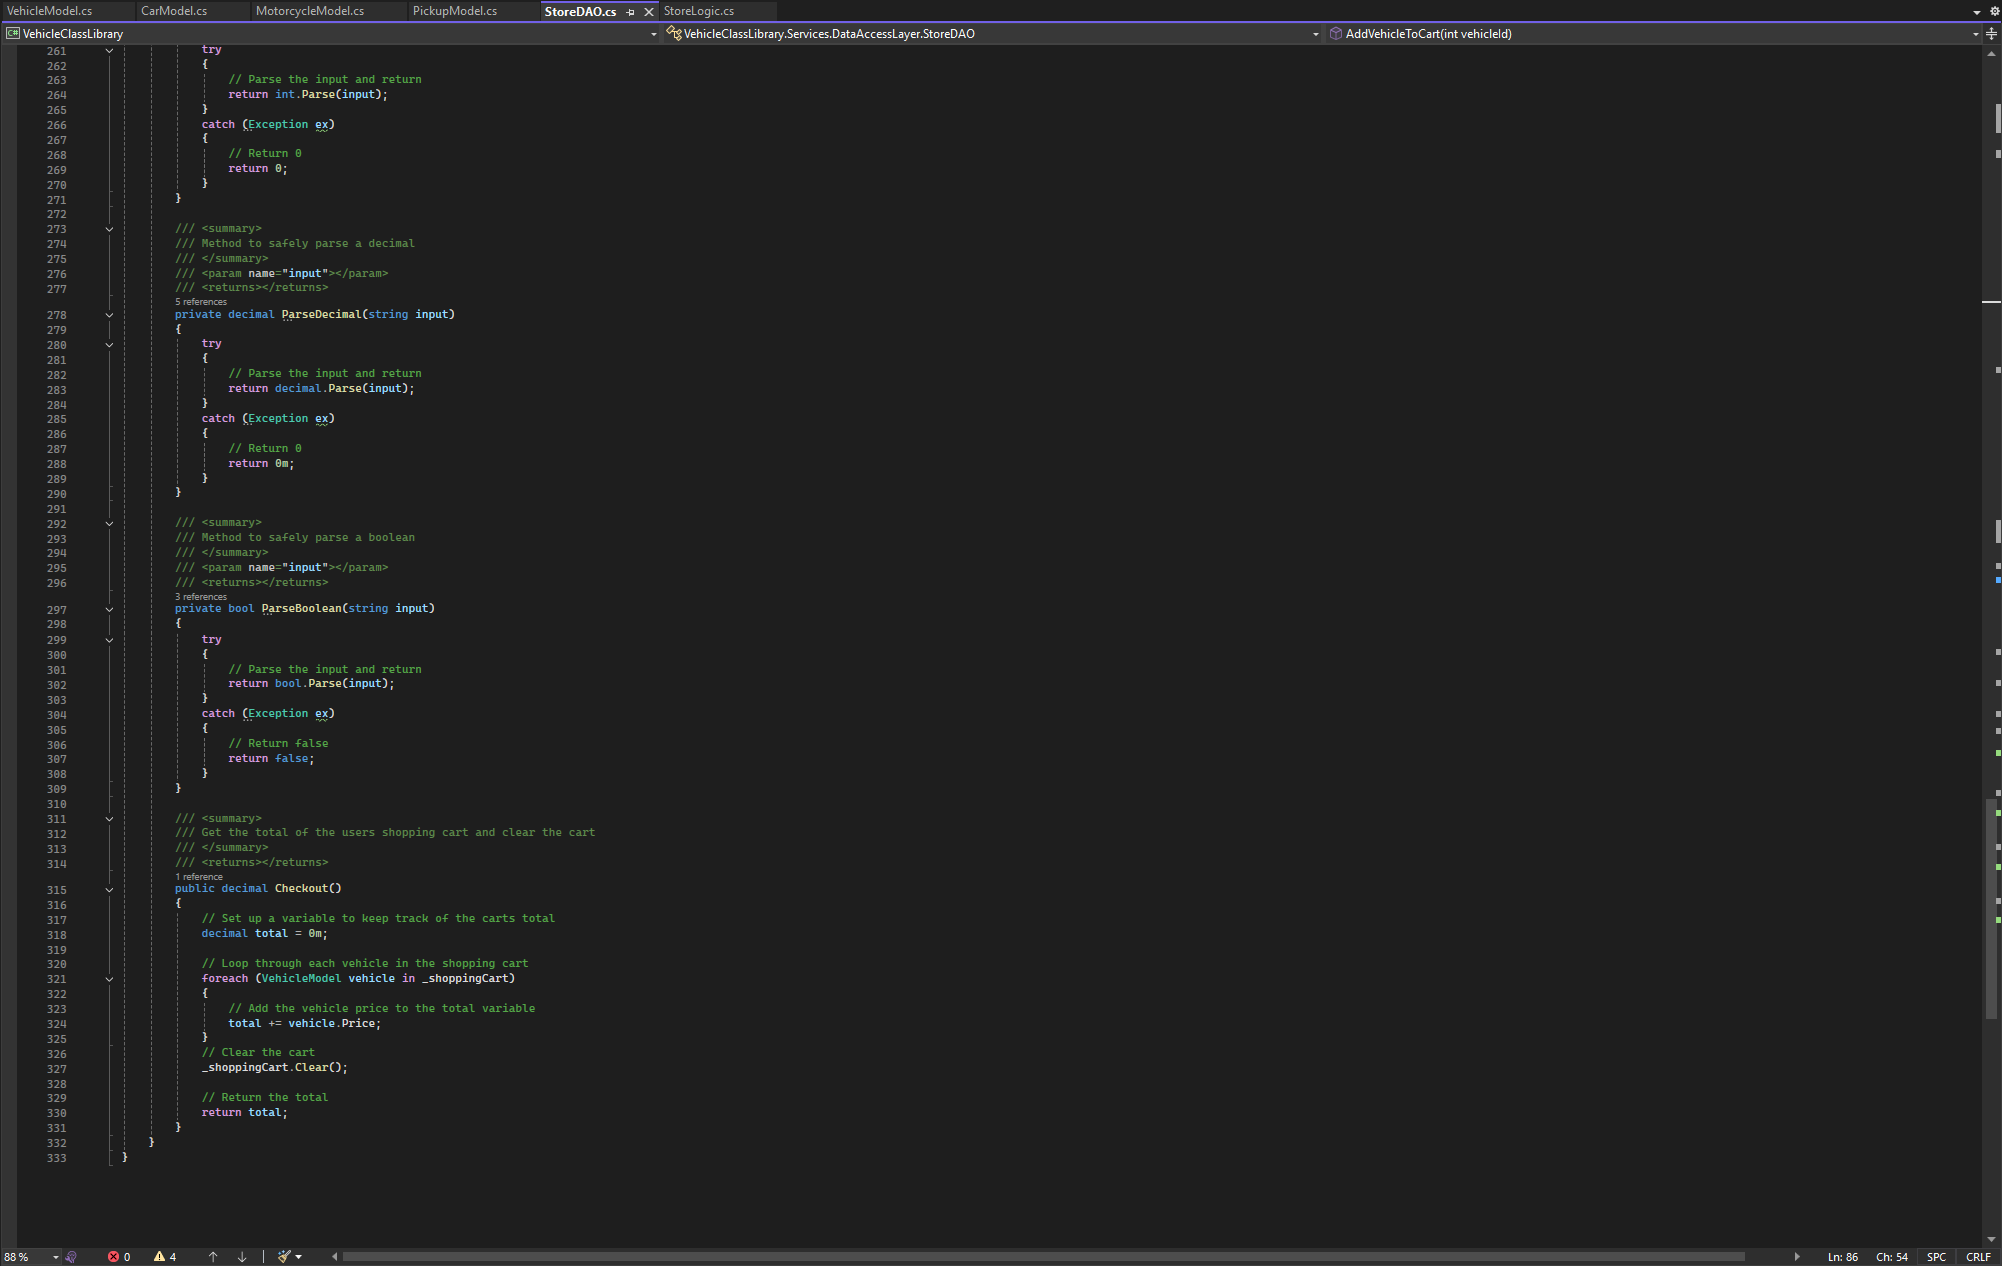 VehicleModel.cs CarModel.cs MotorcycleModel.cs PickupModel.cs StoreDAO.cs StoreLogic.cs
C# VehicleClassLibrary VehicleClassLibrary.Services.DataAccessLayer.StoreDAO AddVehicleToCart(int vehicleId)
261 try
262 {
263 // Parse the input and return
264 return int.Parse(input);
265 }
266 catch (Exception ex)
267 {
268 // Return 0
269 return 0;
270 }
271 }
272
273 /// <summary>
274 /// Method to safely parse a decimal
275 /// </summary>
276 /// <param name="input"></param>
277 /// <returns></returns>
5 references
278 private decimal ParseDecimal(string input)
279 {
280 try
281 {
282 // Parse the input and return
283 return decimal.Parse(input);
284 }
285 catch (Exception ex)
286 {
287 // Return 0
288 return 0m;
289 }
290 }
291
292 /// <summary>
293 /// Method to safely parse a boolean
294 /// </summary>
295 /// <param name="input"></param>
296 /// <returns></returns>
3 references
297 private bool ParseBoolean(string input)
298 {
299 try
300 {
301 // Parse the input and return
302 return bool.Parse(input);
303 }
304 catch (Exception ex)
305 {
306 // Return false
307 return false;
308 }
309 }
310
311 /// <summary>
312 /// Get the total of the users shopping cart and clear the cart
313 /// </summary>
314 /// <returns></returns>
1 reference
315 public decimal Checkout()
316 {
317 // Set up a variable to keep track of the carts total
318 decimal total = 0m;
319
320 // Loop through each vehicle in the shopping cart
321 foreach (VehicleModel vehicle in _shoppingCart)
322 {
323 // Add the vehicle price to the total variable
324 total += vehicle.Price;
325 }
326 // Clear the cart
327 _shoppingCart.Clear();
328
329 // Return the total
330 return total;
331 }
332 }
333 }
88 % 0 4 Ln: 86 Ch: 54 SPC CRLF